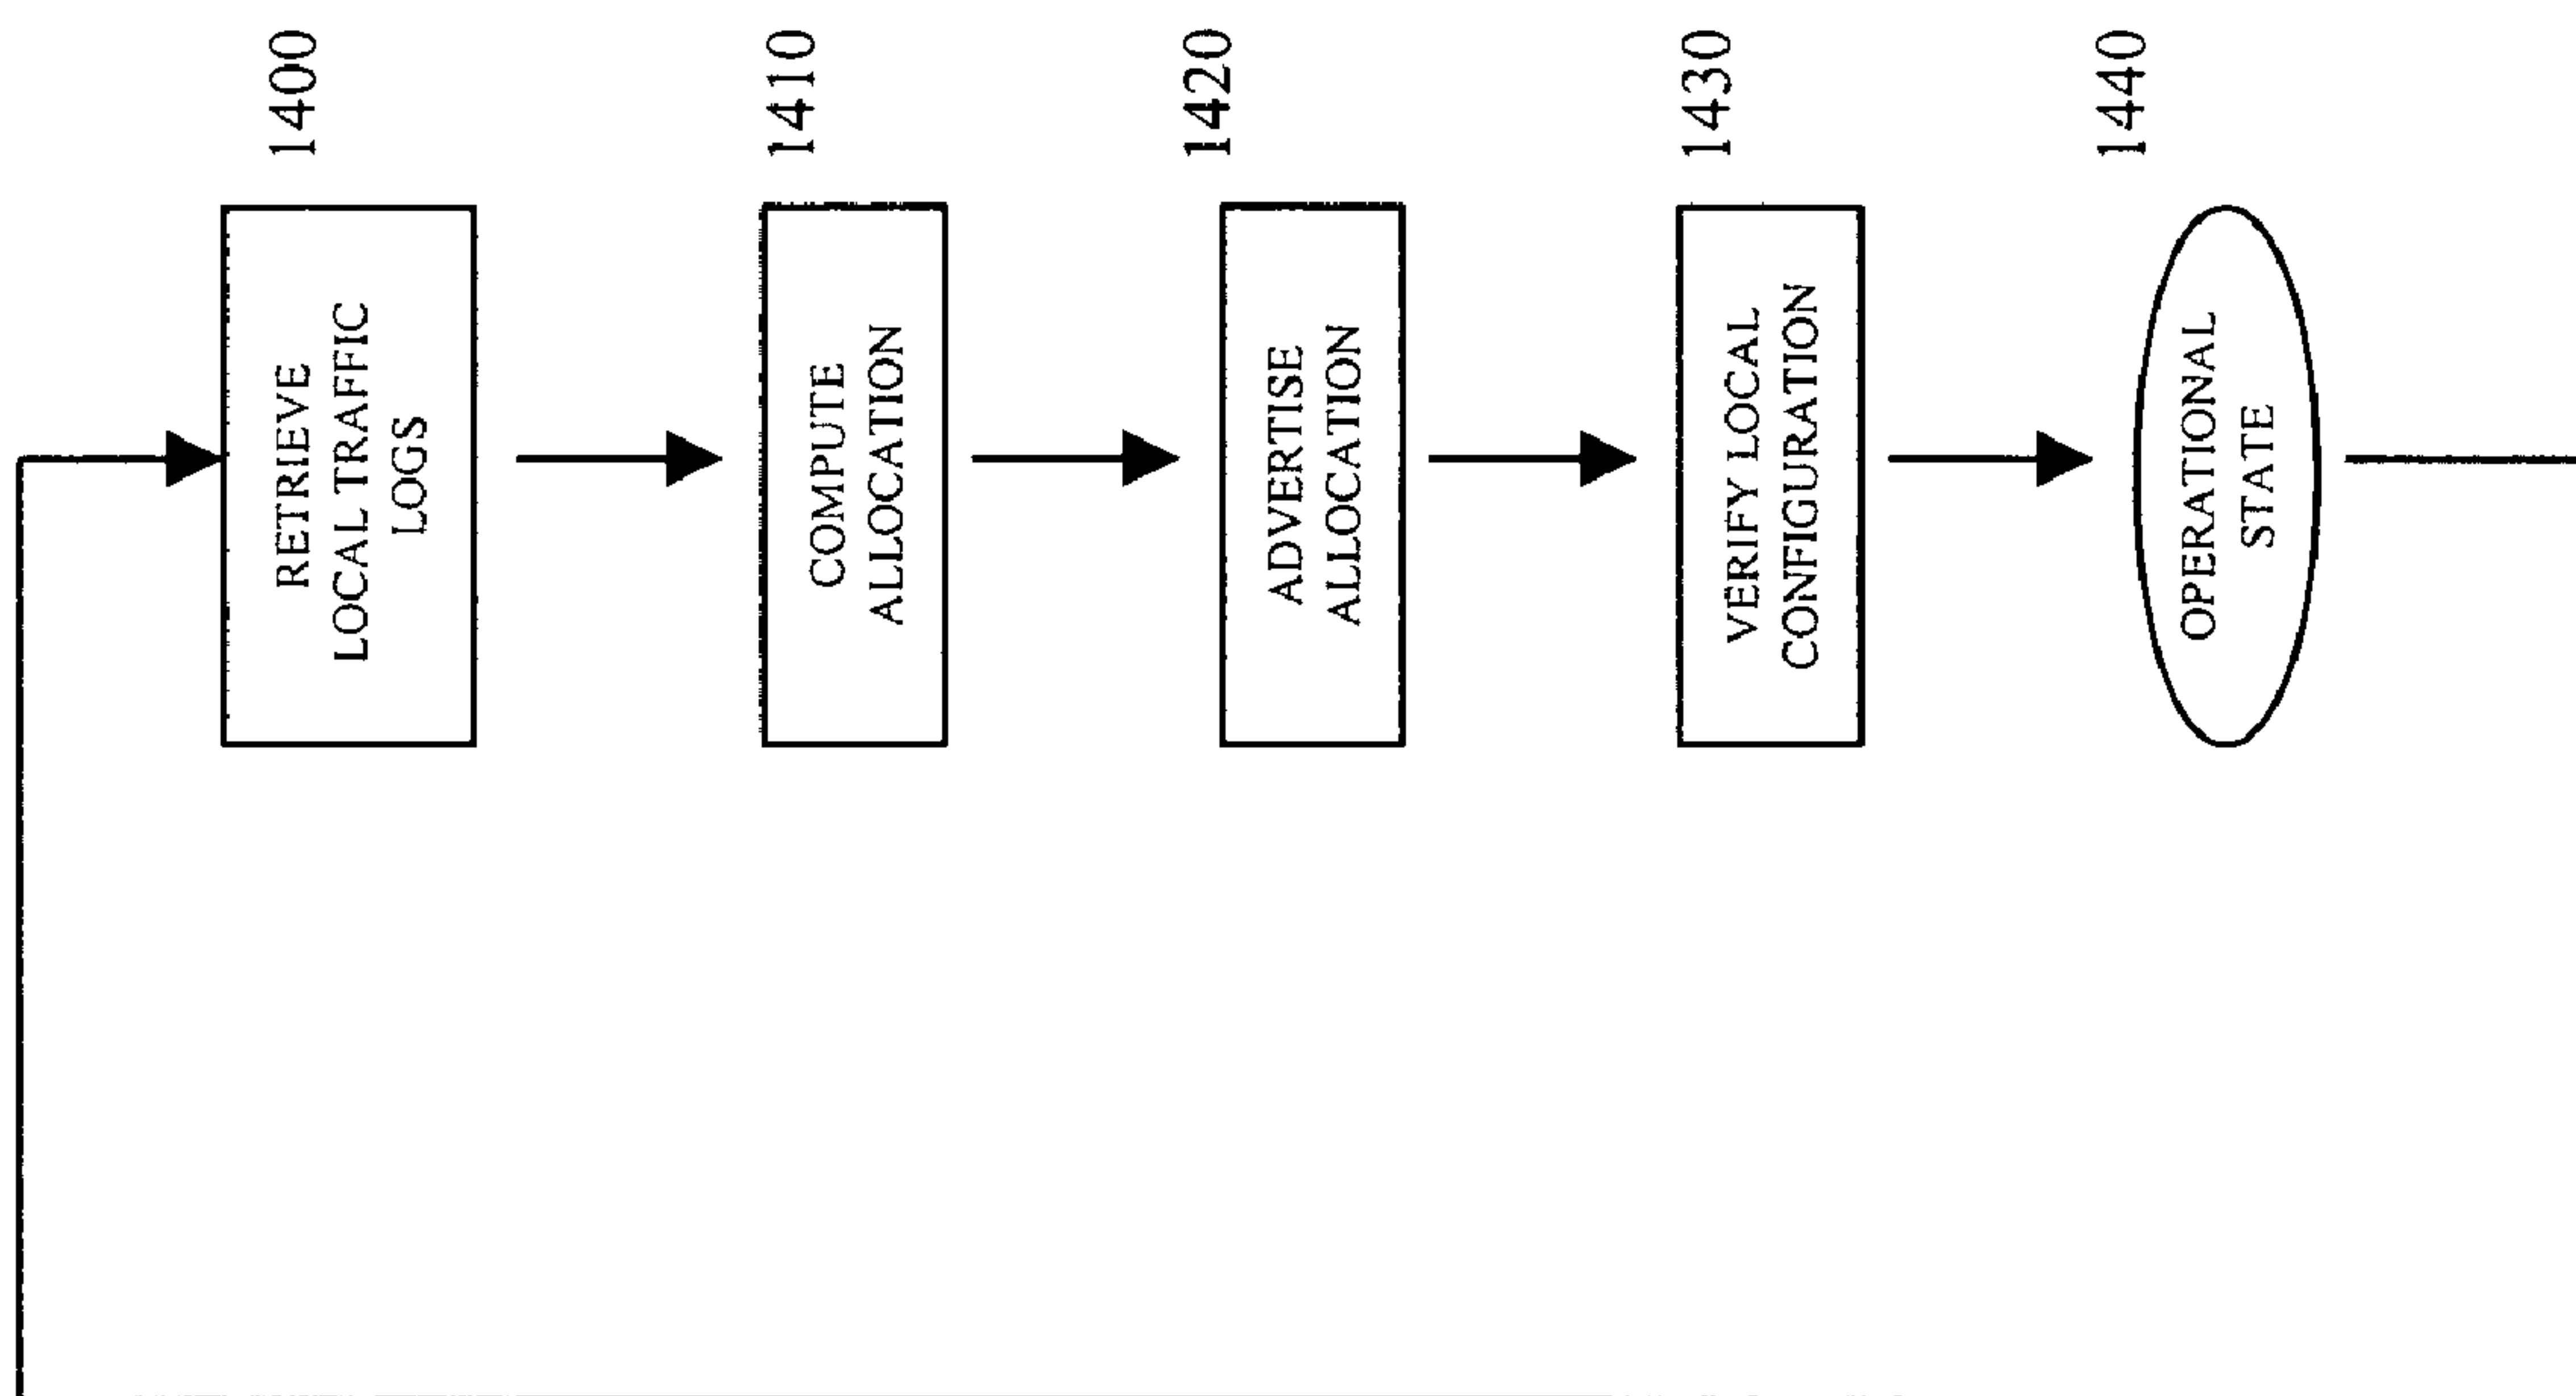 1400
RETRIEVE
LOCAL TRAFFIC
LOGS
1410
COMPUTE
ALLOCATION
1420
ADVERTISE
ALLOCATION
1430
VERIFY LOCAL
CONFIGURATION
1440
OPERATIONAL
STATE